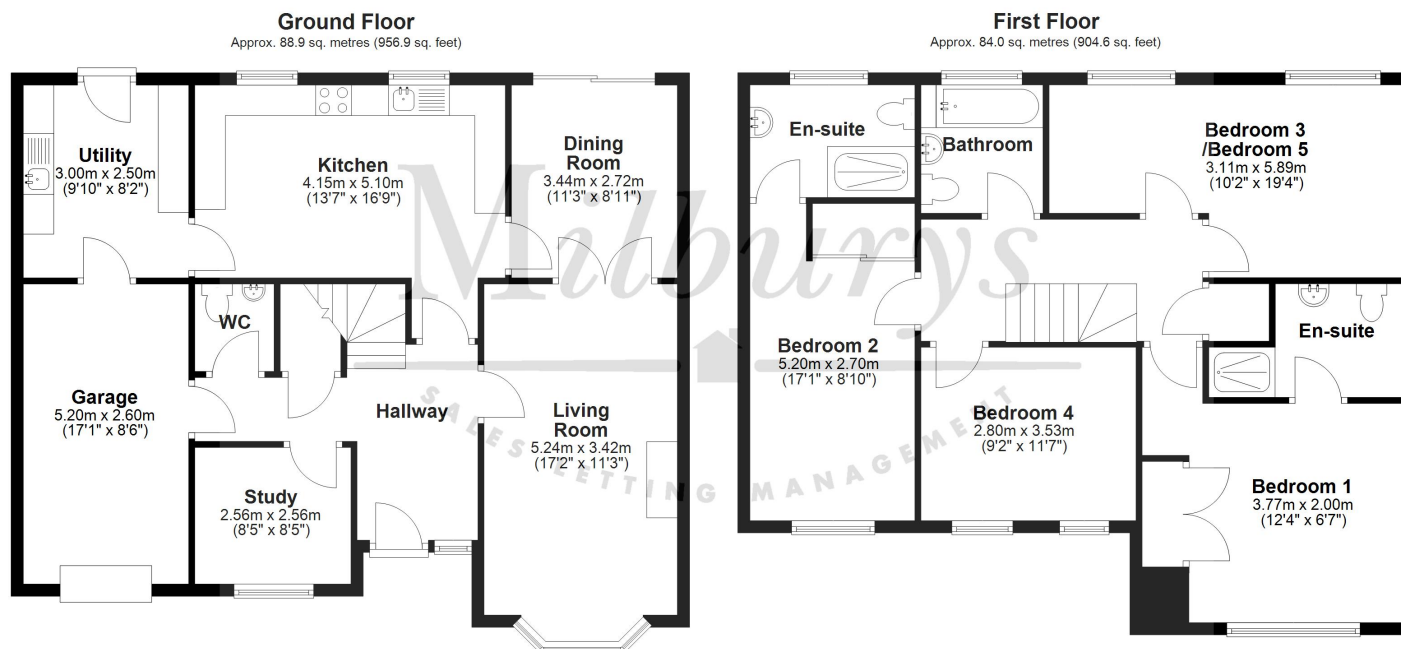 Ground Floor
Approx. 88.9 sq. metres (956.9 sq. feet)
Utility
3.00m x 2.50m
(9'10" x 8'2")
Kitchen
4.15m x 5.10m
(13'7" x 16'9")
Dining
Room
3.44m x 2.72m
(11'3" x 8'11")
WC
Garage
5.20m x 2.60m
(17'1" x 8'6")
Hallway
Living
Room
5.24m x 3.42m
(17'2" x 11'3")
Study
2.56m x 2.56m
(8'5" x 8'5")
First Floor
Approx. 84.0 sq. metres (904.6 sq. feet)
En-suite
Bathroom
Bedroom 3
/Bedroom 5
3.11m x 5.89m
(10'2" x 19'4")
Bedroom 2
5.20m x 2.70m
(17'1" x 8'10")
En-suite
Bedroom 4
2.80m x 3.53m
(9'2" x 11'7")
Bedroom 1
3.77m x 2.00m
(12'4" x 6'7")
Milburys
SALES LETTING MANAGEMENT